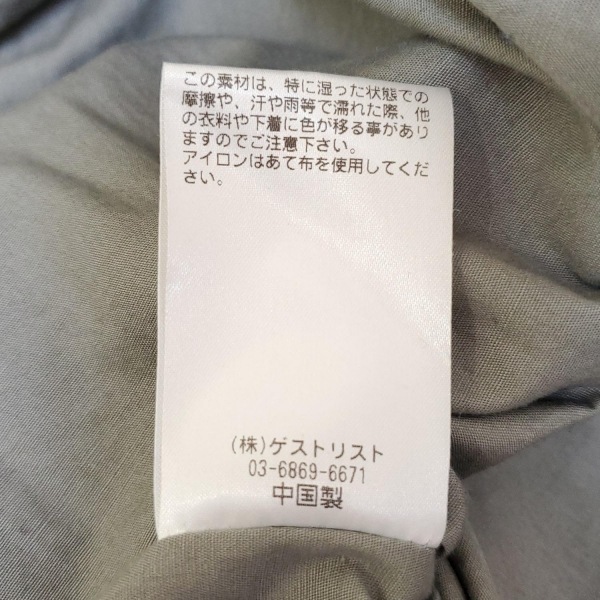 この素材は、特に湿った状態での
摩擦や、汗や雨等で濡れた際、他
の衣料や下着に色が移る事があり
ますのでご注意下さい。
アイロンはあて布を使用してくだ
さい。
(株)ゲストリスト
03-6869-6671
中国製